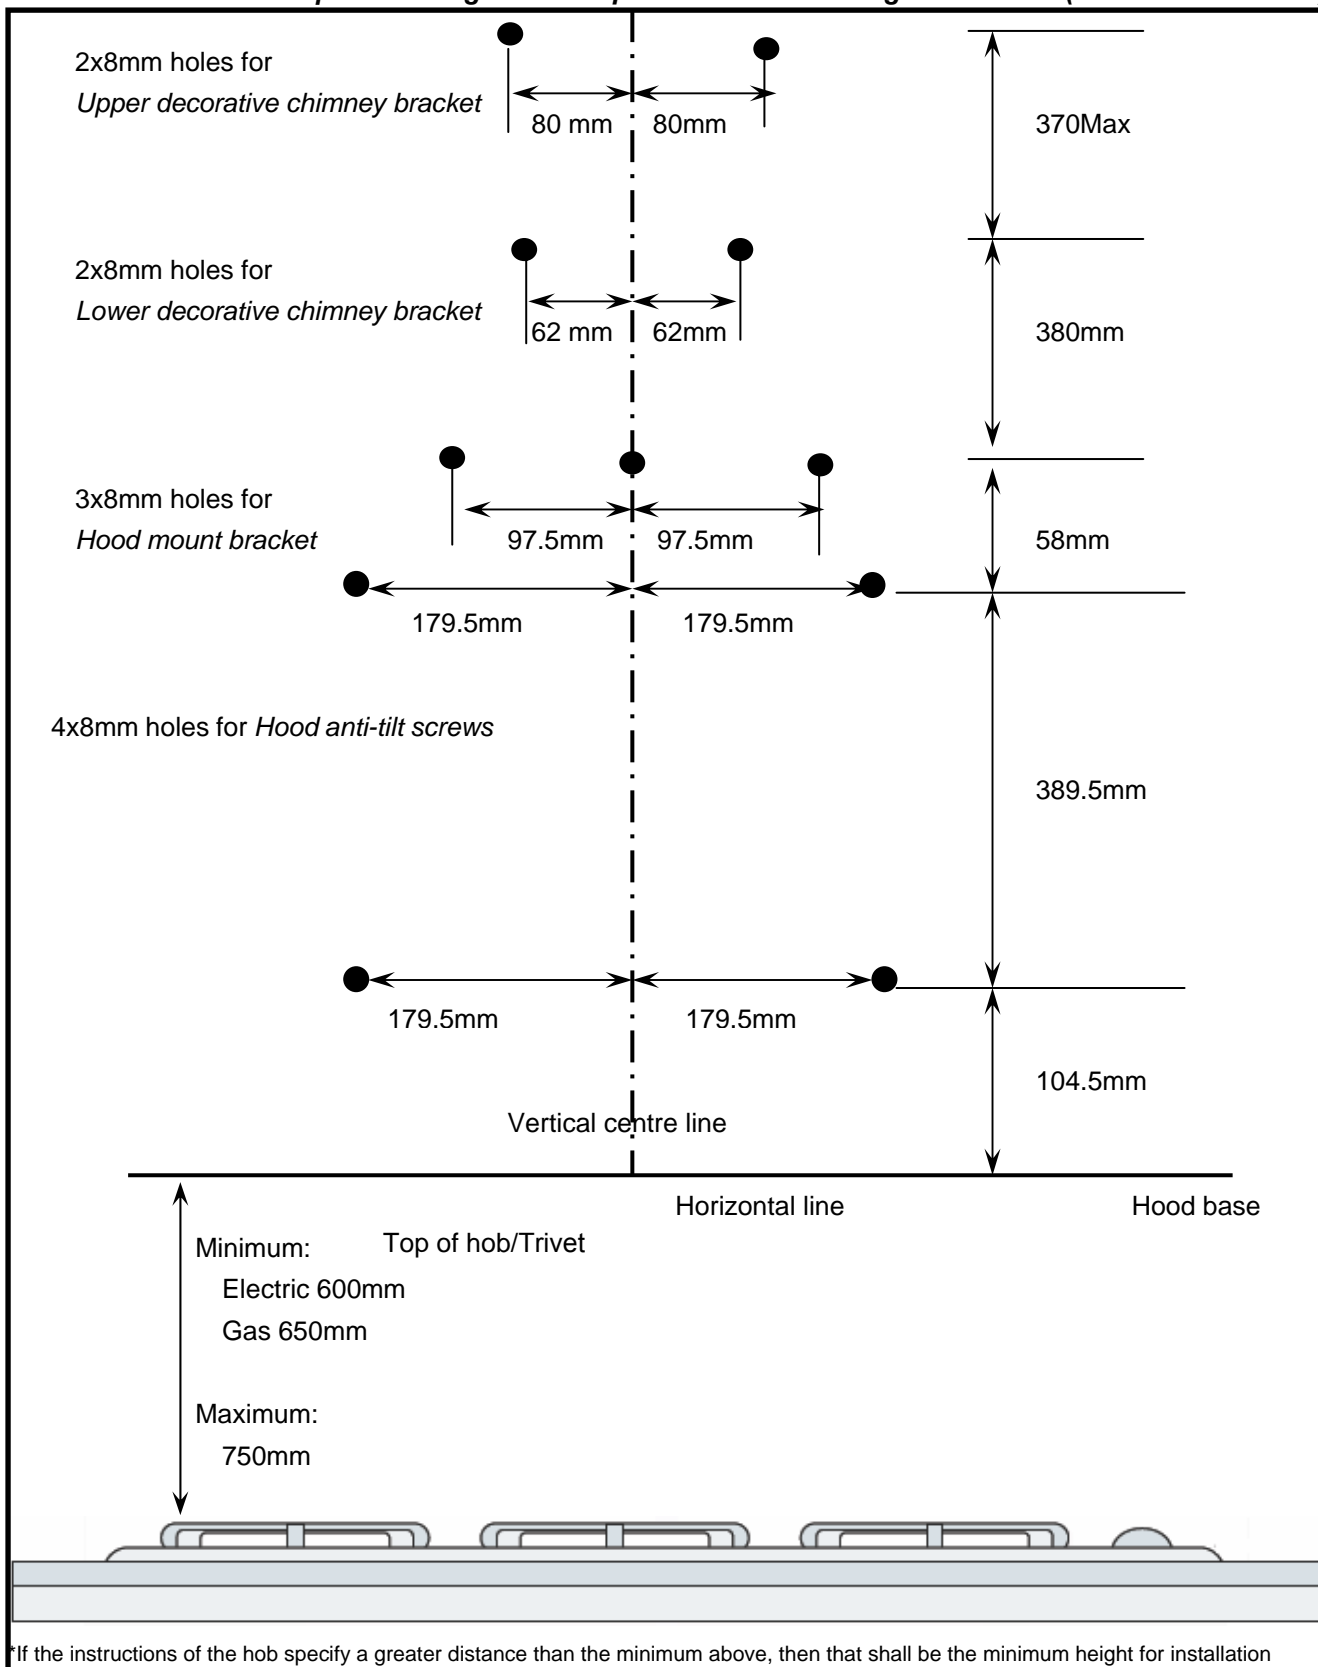 2x8mm holes for
Upper decorative chimney bracket
80 mm 80mm
370Max
2x8mm holes for
Lower decorative chimney bracket
62 mm 62mm
380mm
3x8mm holes for
Hood mount bracket
97.5mm 97.5mm
58mm
179.5mm 179.5mm
4x8mm holes for Hood anti-tilt screws
389.5mm
179.5mm 179.5mm
104.5mm
Vertical centre line
Horizontal line Hood base
Minimum: Top of hob/Trivet
Electric 600mm
Gas 650mm
Maximum:
750mm
*If the instructions of the hob specify a greater distance than the minimum above, then that shall be the minimum height for installation